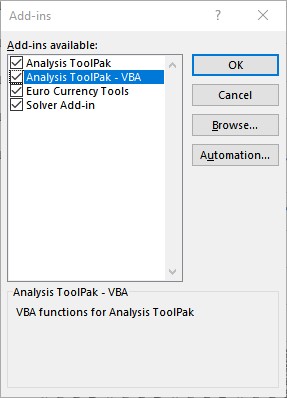 Add-ins
?
Add-ins available:
Analysis ToolPak
Analysis ToolPak - VBA
Euro Currency Tools
Solver Add-in
OK
Cancel
Browse...
Automation...
Analysis ToolPak - VBA
VBA functions for Analysis ToolPak